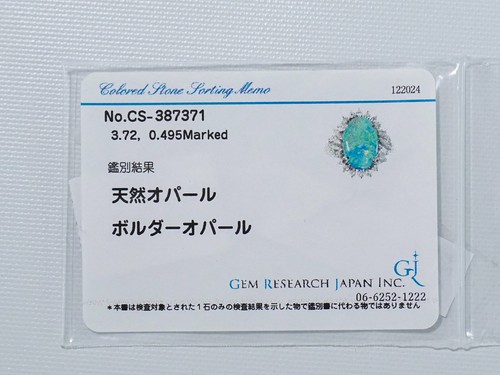 Colored Stone Sorting Memo 122024
No.CS-387371
3.72, 0.495Marked
鑑別結果
天然オパール
ボルダーオパール
GJ
GEM RESEARCH JAPAN INC.
06-6252-1222
*本書は検査対象とされた1石のみの検査結果を示した物で鑑別書に代わる物ではありません